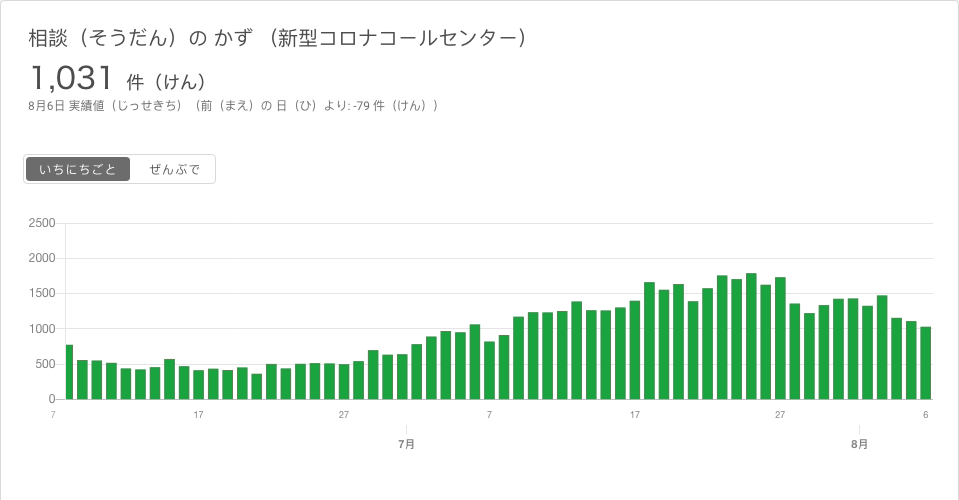 相談（そうだん）の かず （新型コロナコールセンター）
1,031 件（けん）
8月6日 実績値（じっせきち）（前（まえ）の 日（ひ）より: -79 件（けん））
いちにちごと ぜんぶで
2500
2000
1500
1000
500
0
7 17 27 7 17 27 6
7月 8月